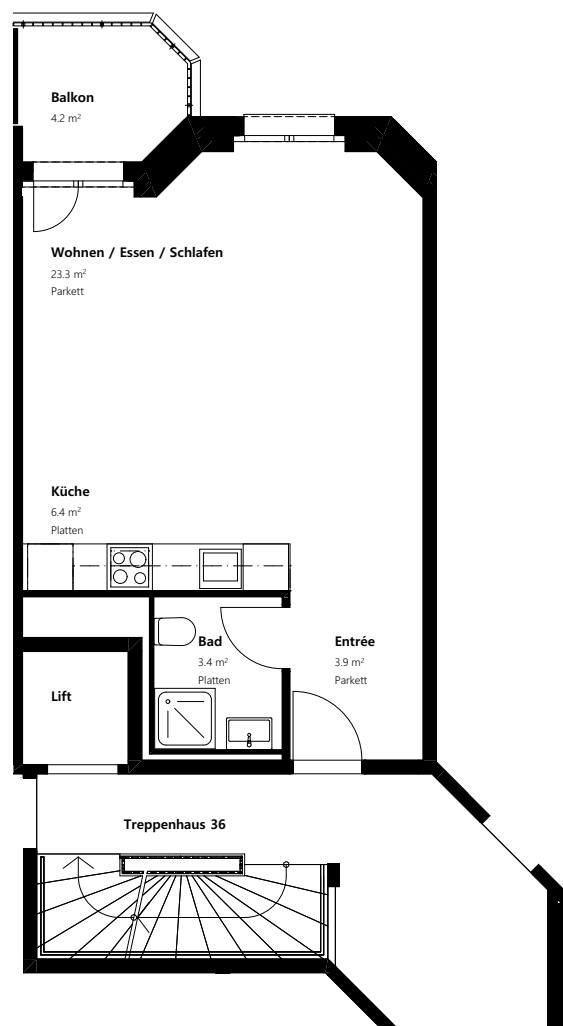 Balkon
4.2 m²
Wohnen / Essen / Schlafen
23.3 m²
Parkett
Küche
6.4 m²
Platten
Bad
3.4 m²
Platten
Entrée
3.9 m²
Parkett
Lift
Treppenhaus 36